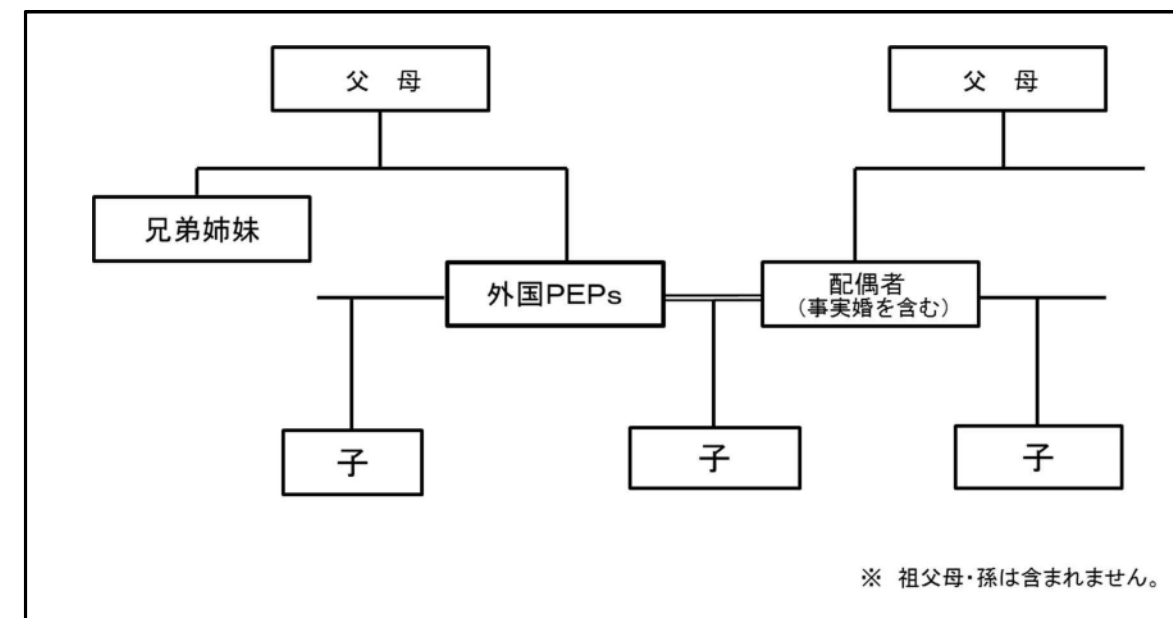 父　母
父　母
兄弟姉妹
外国ＰＥＰｓ
配偶者
（事実婚を含む）
子
子
子
※　祖父母・孫は含まれません。